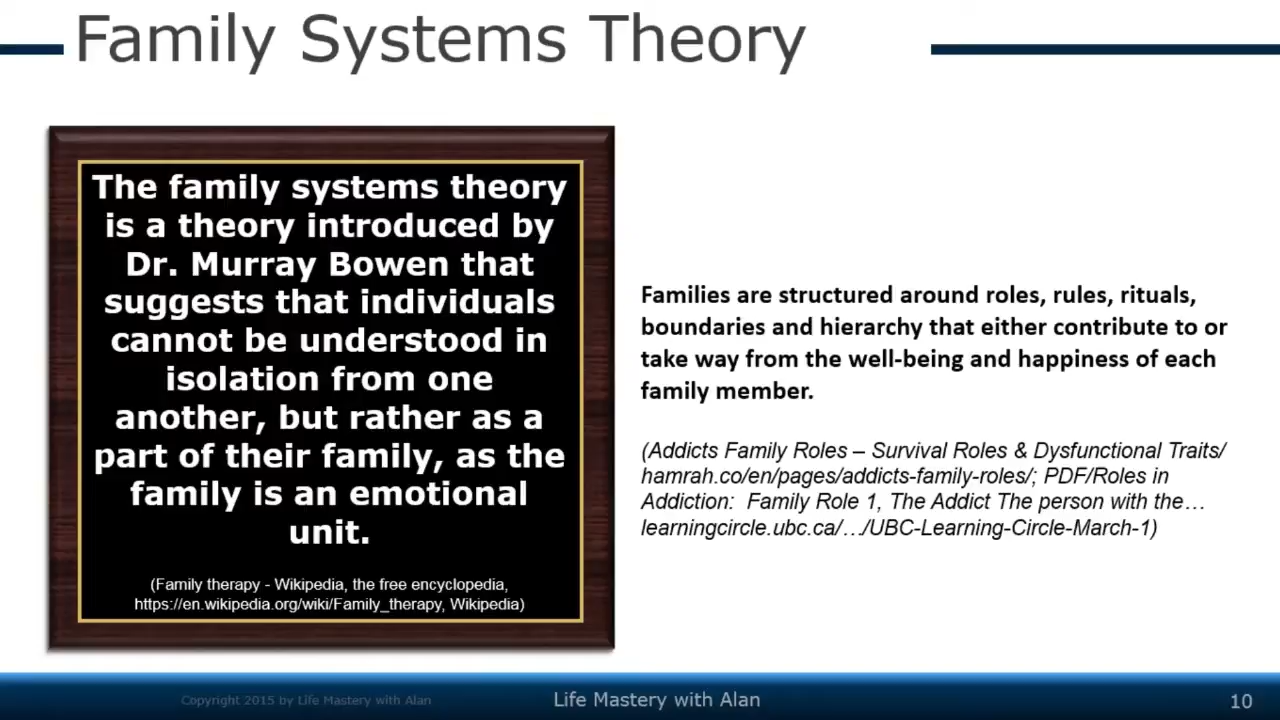 Family Systems Theory
The family systems theory
is a theory introduced by
Dr. Murray Bowen that
suggests that individuals
cannot be understood in
isolation from one
another, but rather as a
part of their family, as the
family is an emotional
unit.
(Family therapy - Wikipedia, the free encyclopedia,
https://en.wikipedia.org/wiki/Family_therapy, Wikipedia)
Families are structured around roles, rules, rituals,
boundaries and hierarchy that either contribute to or
take way from the well-being and happiness of each
family member.
(Addicts Family Roles – Survival Roles & Dysfunctional Traits/
hamrah.co/en/pages/addicts-family-roles/; PDF/Roles in
Addiction:  Family Role 1, The Addict The person with the…
learningcircle.ubc.ca/…/UBC-Learning-Circle-March-1)
Copyright 2015 by Life Mastery with Alan
Life Mastery with Alan
10